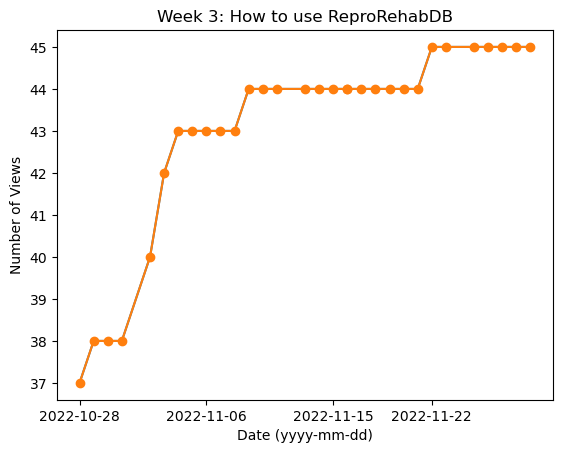 Week 3: How to use ReproRehabDB
Number of Views
45
44
43
42
41
40
39
38
37
2022-10-28 2022-11-06 2022-11-15 2022-11-22
Date (yyyy-mm-dd)